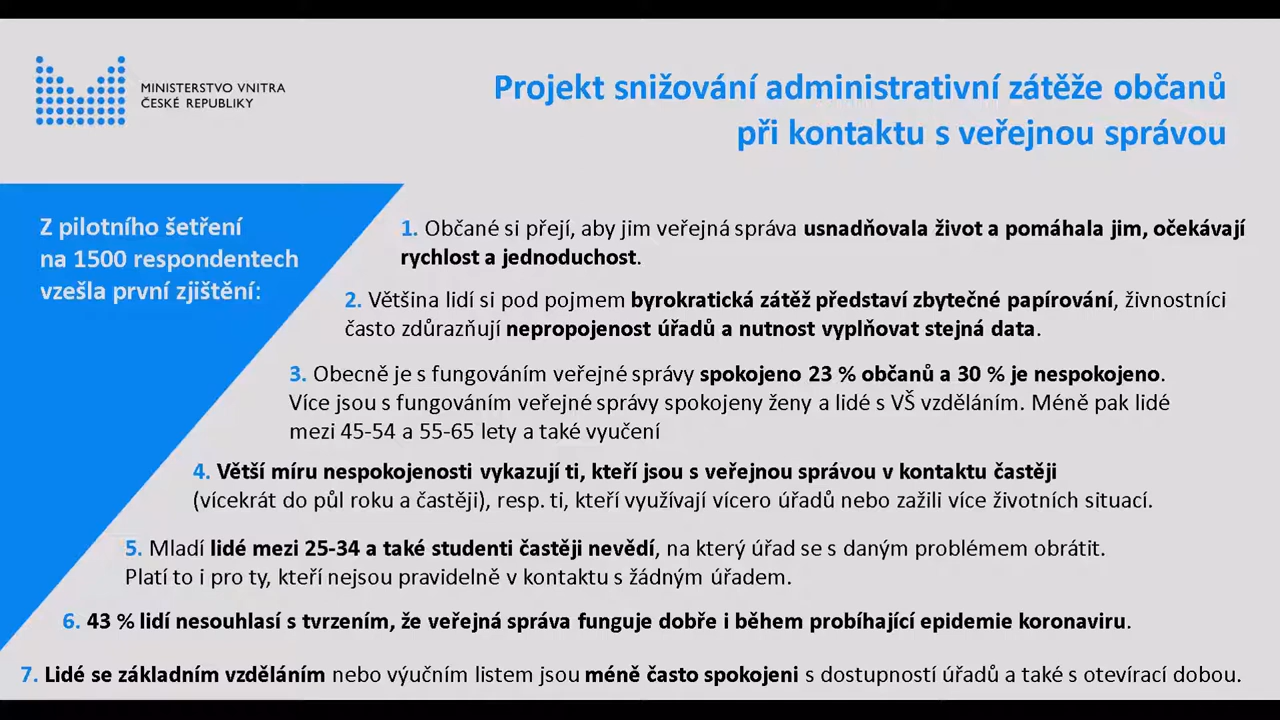 MINISTERSTVO VNITRA
ČESKÉ REPUBLIKY
Projekt snižování administrativní zátěže občanů
při kontaktu s veřejnou správou
Z pilotního šetření
na 1500 respondentech
vzešla první zjištění:
1. Občané si přejí, aby jim veřejná správa usnadňovala život a pomáhala jim, očekávají
rychlost a jednoduchost.
2. Většina lidí si pod pojmem byrokratická zátěž představí zbytečné papírování, živnostníci
často zdůrazňují nepropojenost úřadů a nutnost vyplňovat stejná data.
3. Obecně je s fungováním veřejné správy spokojeno 23 % občanů a 30 % je nespokojeno.
Více jsou s fungováním veřejné správy spokojeny ženy a lidé s VŠ vzděláním. Méně pak lidé
mezi 45-54 a 55-65 lety a také vyučení
4. Větší míru nespokojenosti vykazují ti, kteří jsou s veřejnou správou v kontaktu častěji
(vícekrát do půl roku a častěji), resp. ti, kteří využívají vícero úřadů nebo zažili více životních situací.
5. Mladí lidé mezi 25-34 a také studenti častěji nevědí, na který úřad se s daným problémem obrátit.
Platí to i pro ty, kteří nejsou pravidelně v kontaktu s žádným úřadem.
6. 43 % lidí nesouhlasí s tvrzením, že veřejná správa funguje dobře i během probíhající epidemie koronaviru.
7. Lidé se základním vzděláním nebo výučním listem jsou méně často spokojeni s dostupností úřadů a také s otevírací dobou.